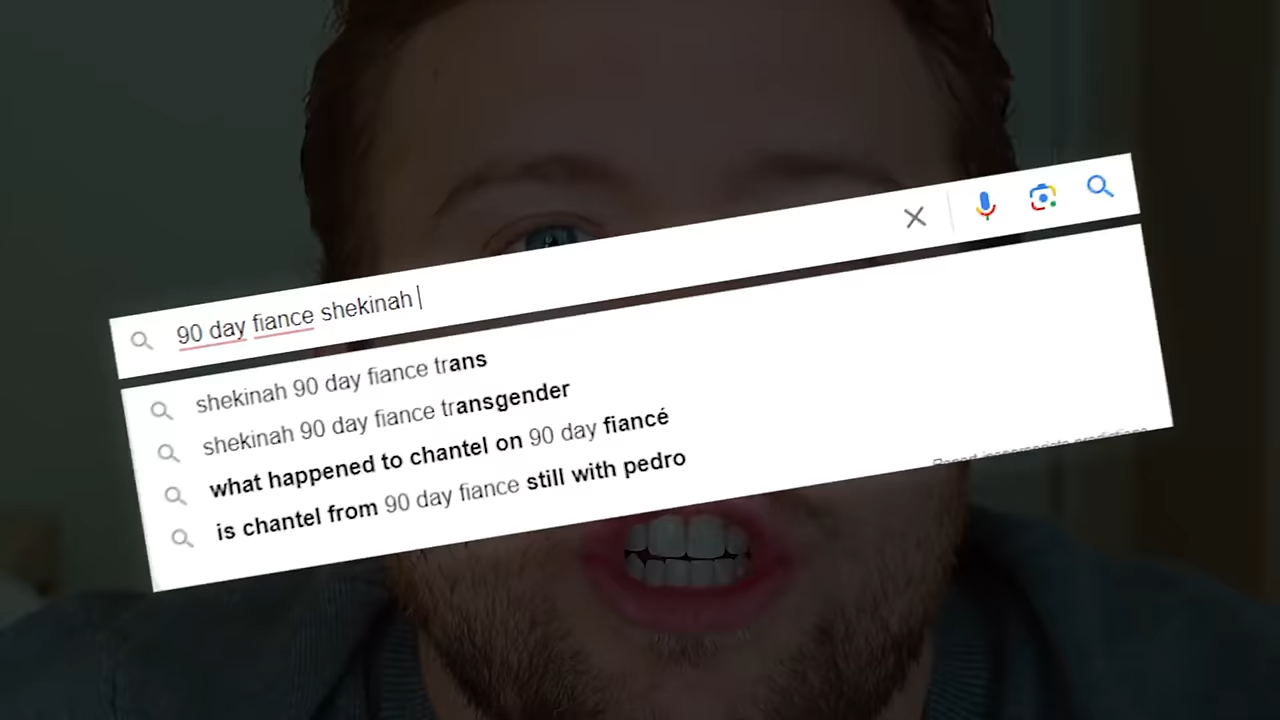 90 day fiance shekinah
shekinah 90 day fiance trans
shekinah 90 day fiance transgender
what happened to chantel on 90 day fiancé
is chantel from 90 day fiance still with pedro